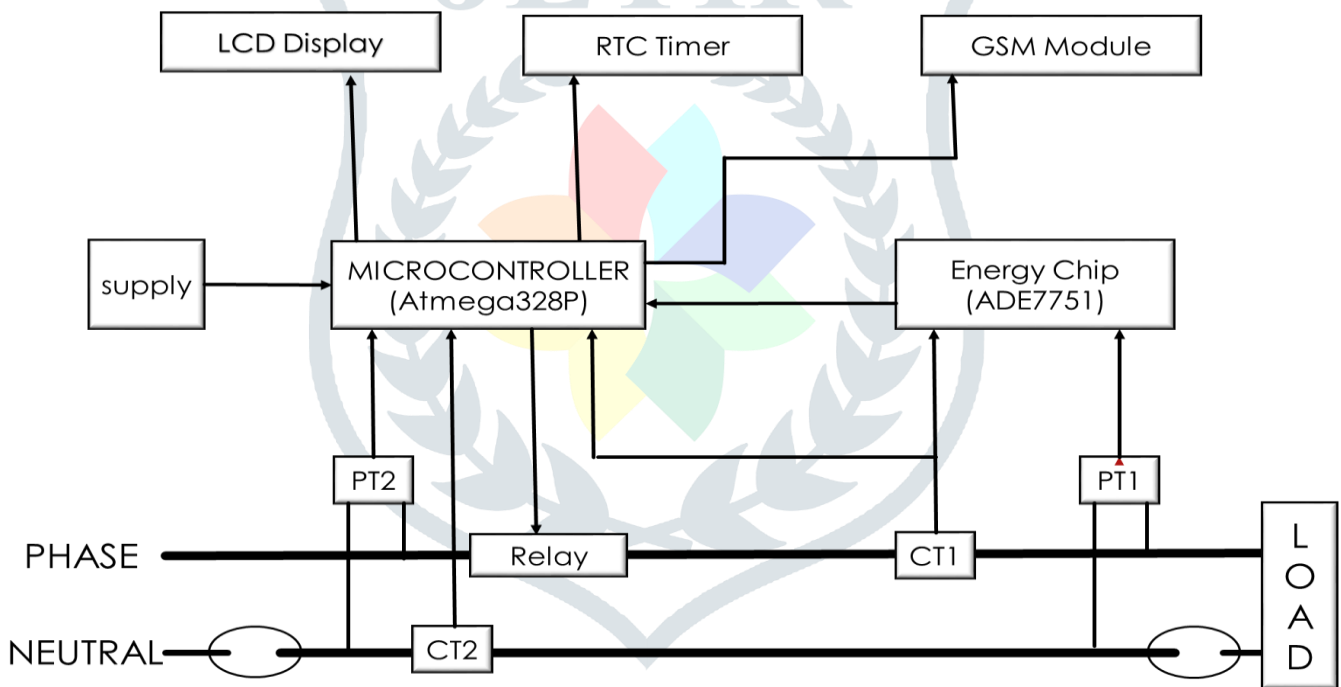 JETIR
LCD Display
RTC Timer
GSM Module
supply
MICROCONTROLLER
(Atmega328P)
Energy Chip
(ADE7751)
PT2
PT1
PHASE
Relay
CT1
NEUTRAL
CT2
L
O
A
D